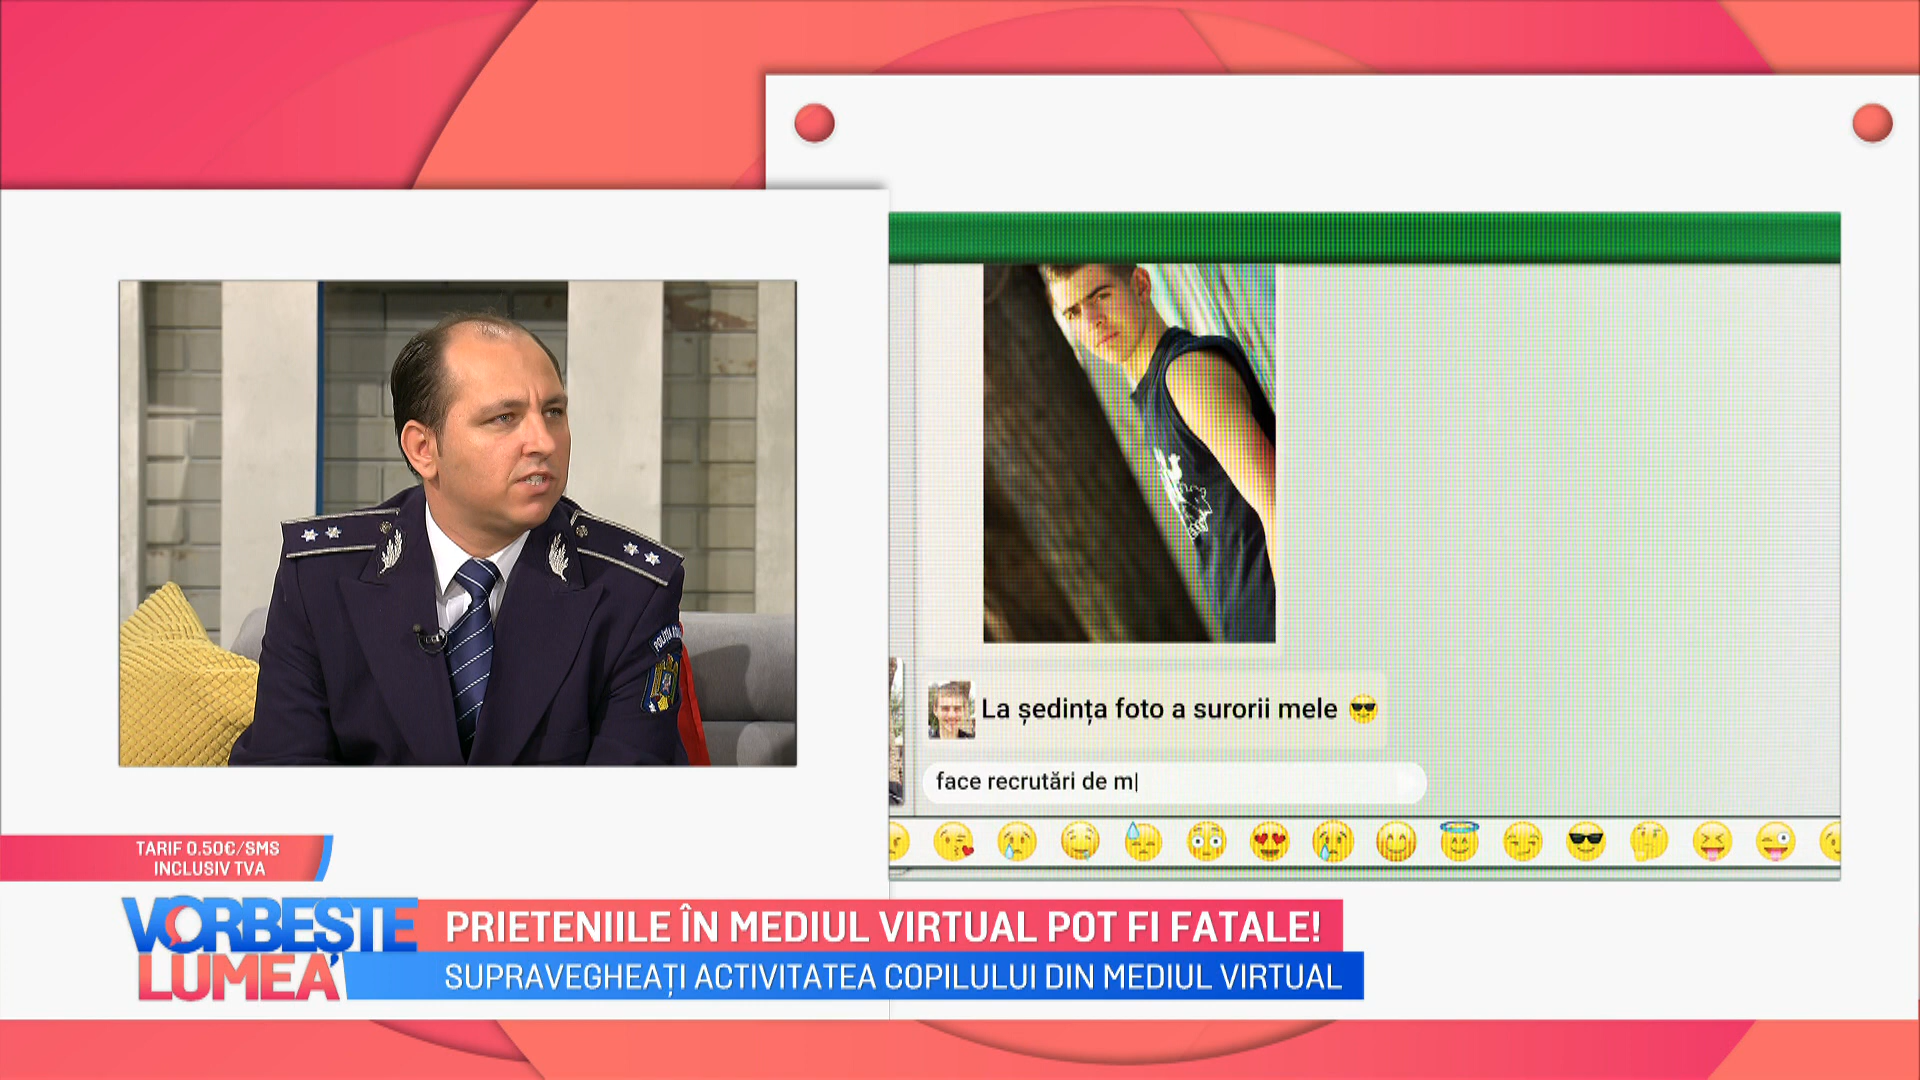 POLIȚIA
La ședința foto a surorii mele
face recrutări de m
TARIF 0,50€/SMS
INCLUSIV TVA
VORBEȘTE
LUMEA
PRIETENIILE ÎN MEDIUL VIRTUAL POT FI FATALE!
SUPRAVEGHEAȚI ACTIVITATEA COPILULUI DIN MEDIUL VIRTUAL